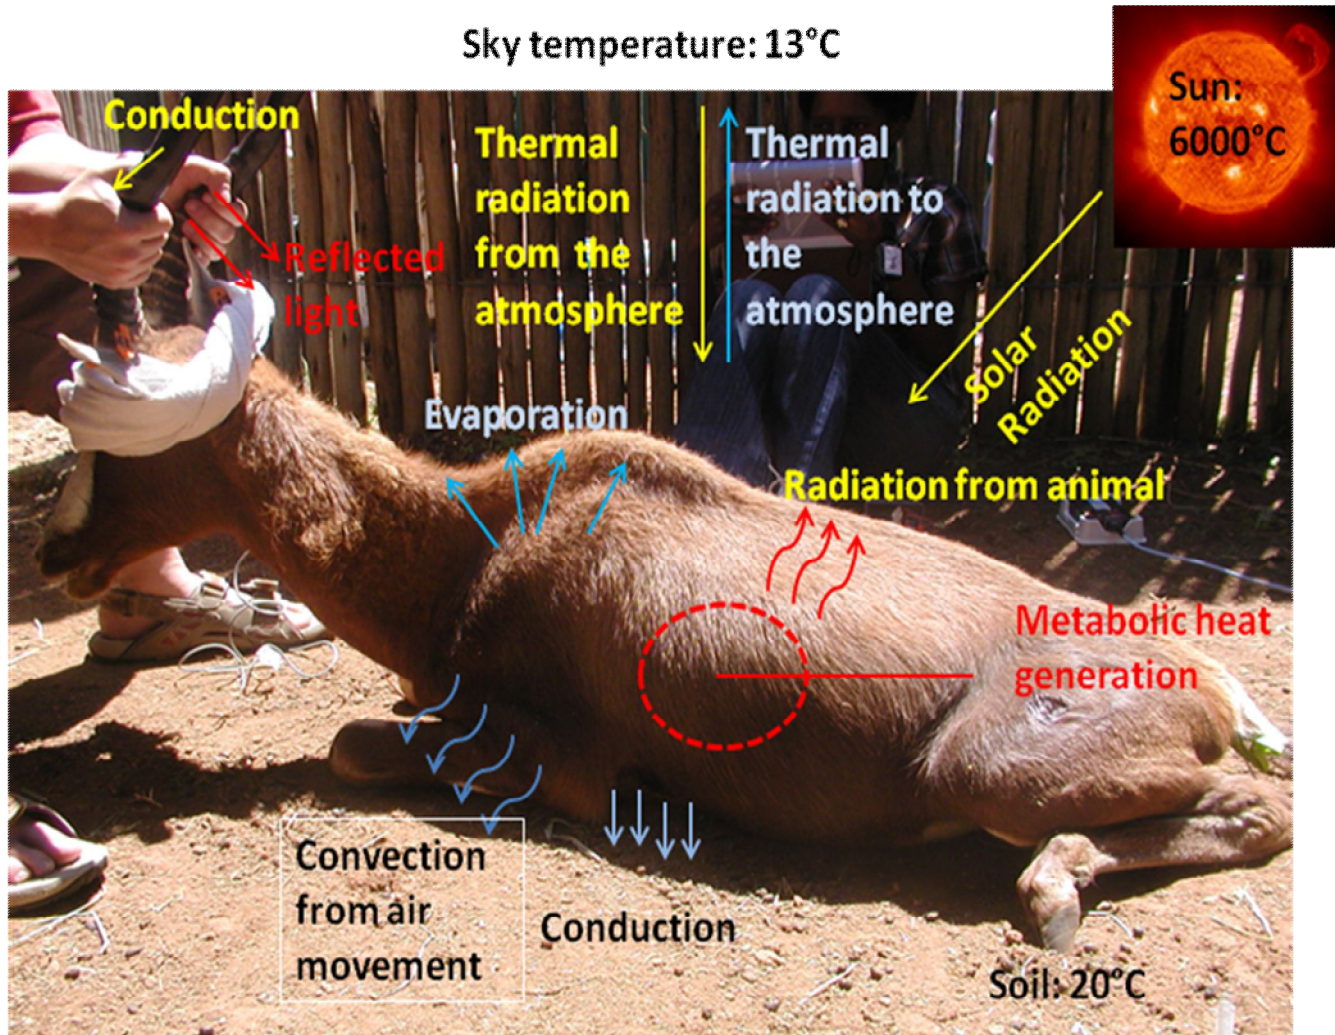 Sky temperature: 13°C
Sun:
6000°C
Conduction
Thermal
radiation
from the
atmosphere
Thermal
radiation to
the
atmosphere
Reflected
light
Solar
Radiation
Evaporation
Radiation from animal
Metabolic heat
generation
Convection
from air
movement
Conduction
Soil: 20°C